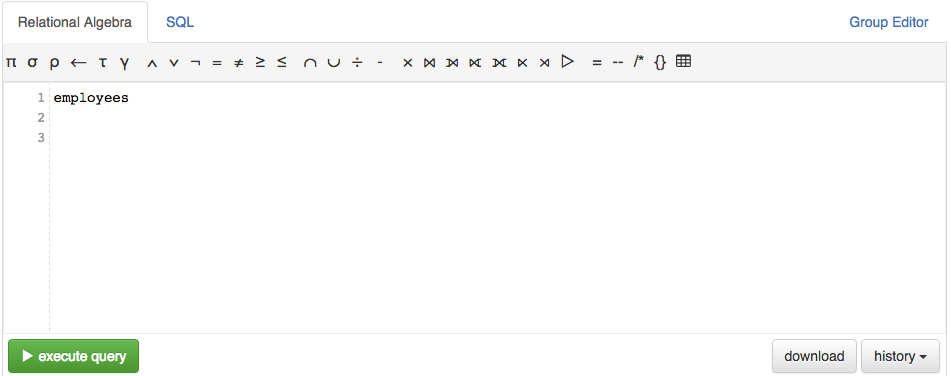 Relational Algebra SQL Group Editor
π σ ρ ← τ γ ∧ ∨ ¬ = ≠ ≥ ≤ ∩ ∪ ÷ - × ⋈ ⟕ ⟖ ⟗ ⋉ ⋊ ▷ = -- /* {}
1 employees
2
3
execute query download history